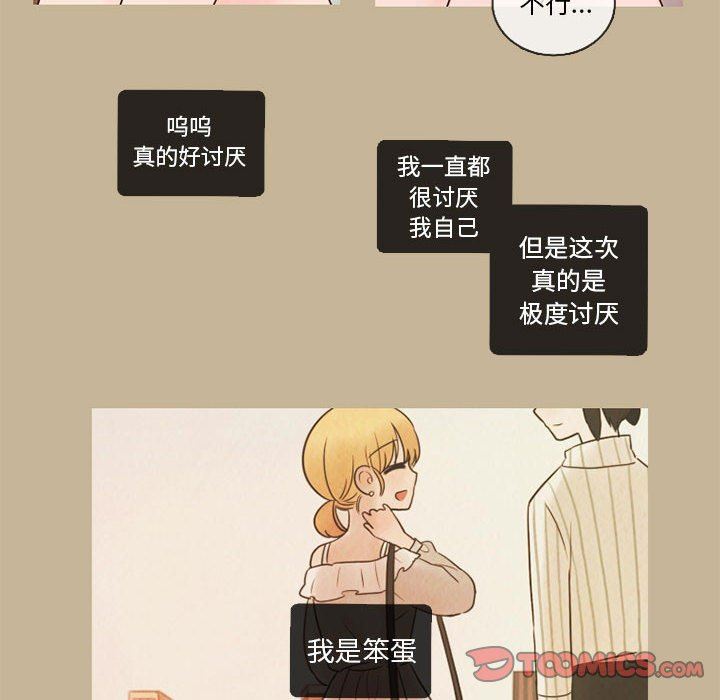 不行...
呜呜
真的好讨厌
我一直都
很讨厌
我自己
但是这次
真的是
极度讨厌
我是笨蛋
TOOMICS.com